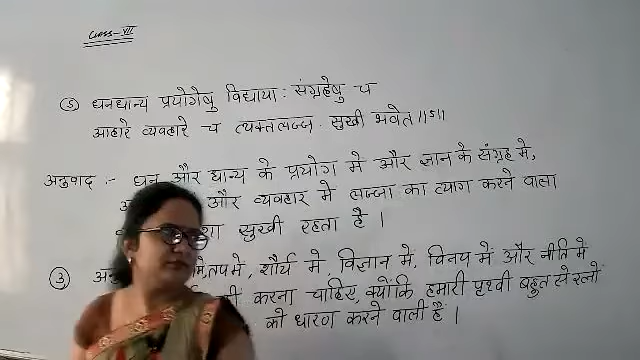 Class-VII
(5) धनधान्य प्रयोगेषु विद्याया: संग्रहेषु च
आहारे व्यवहारे च त्यक्तलज्ज. सुखी भवेत ॥5॥
अनुवाद :- धन और धान्य के प्रयोग मे और ज्ञान के संग्रह मे,
और व्यवहार मे लज्जा का त्याग करने वाला
सुखी रहता है ।
(3) मे, तप मे, शौर्य मे, विज्ञान में, विनय में और नीति में
करना चाहिए, क्योंकि हमारी पृथ्वी बहुत से रत्नों
को धारण करने वाली है ।